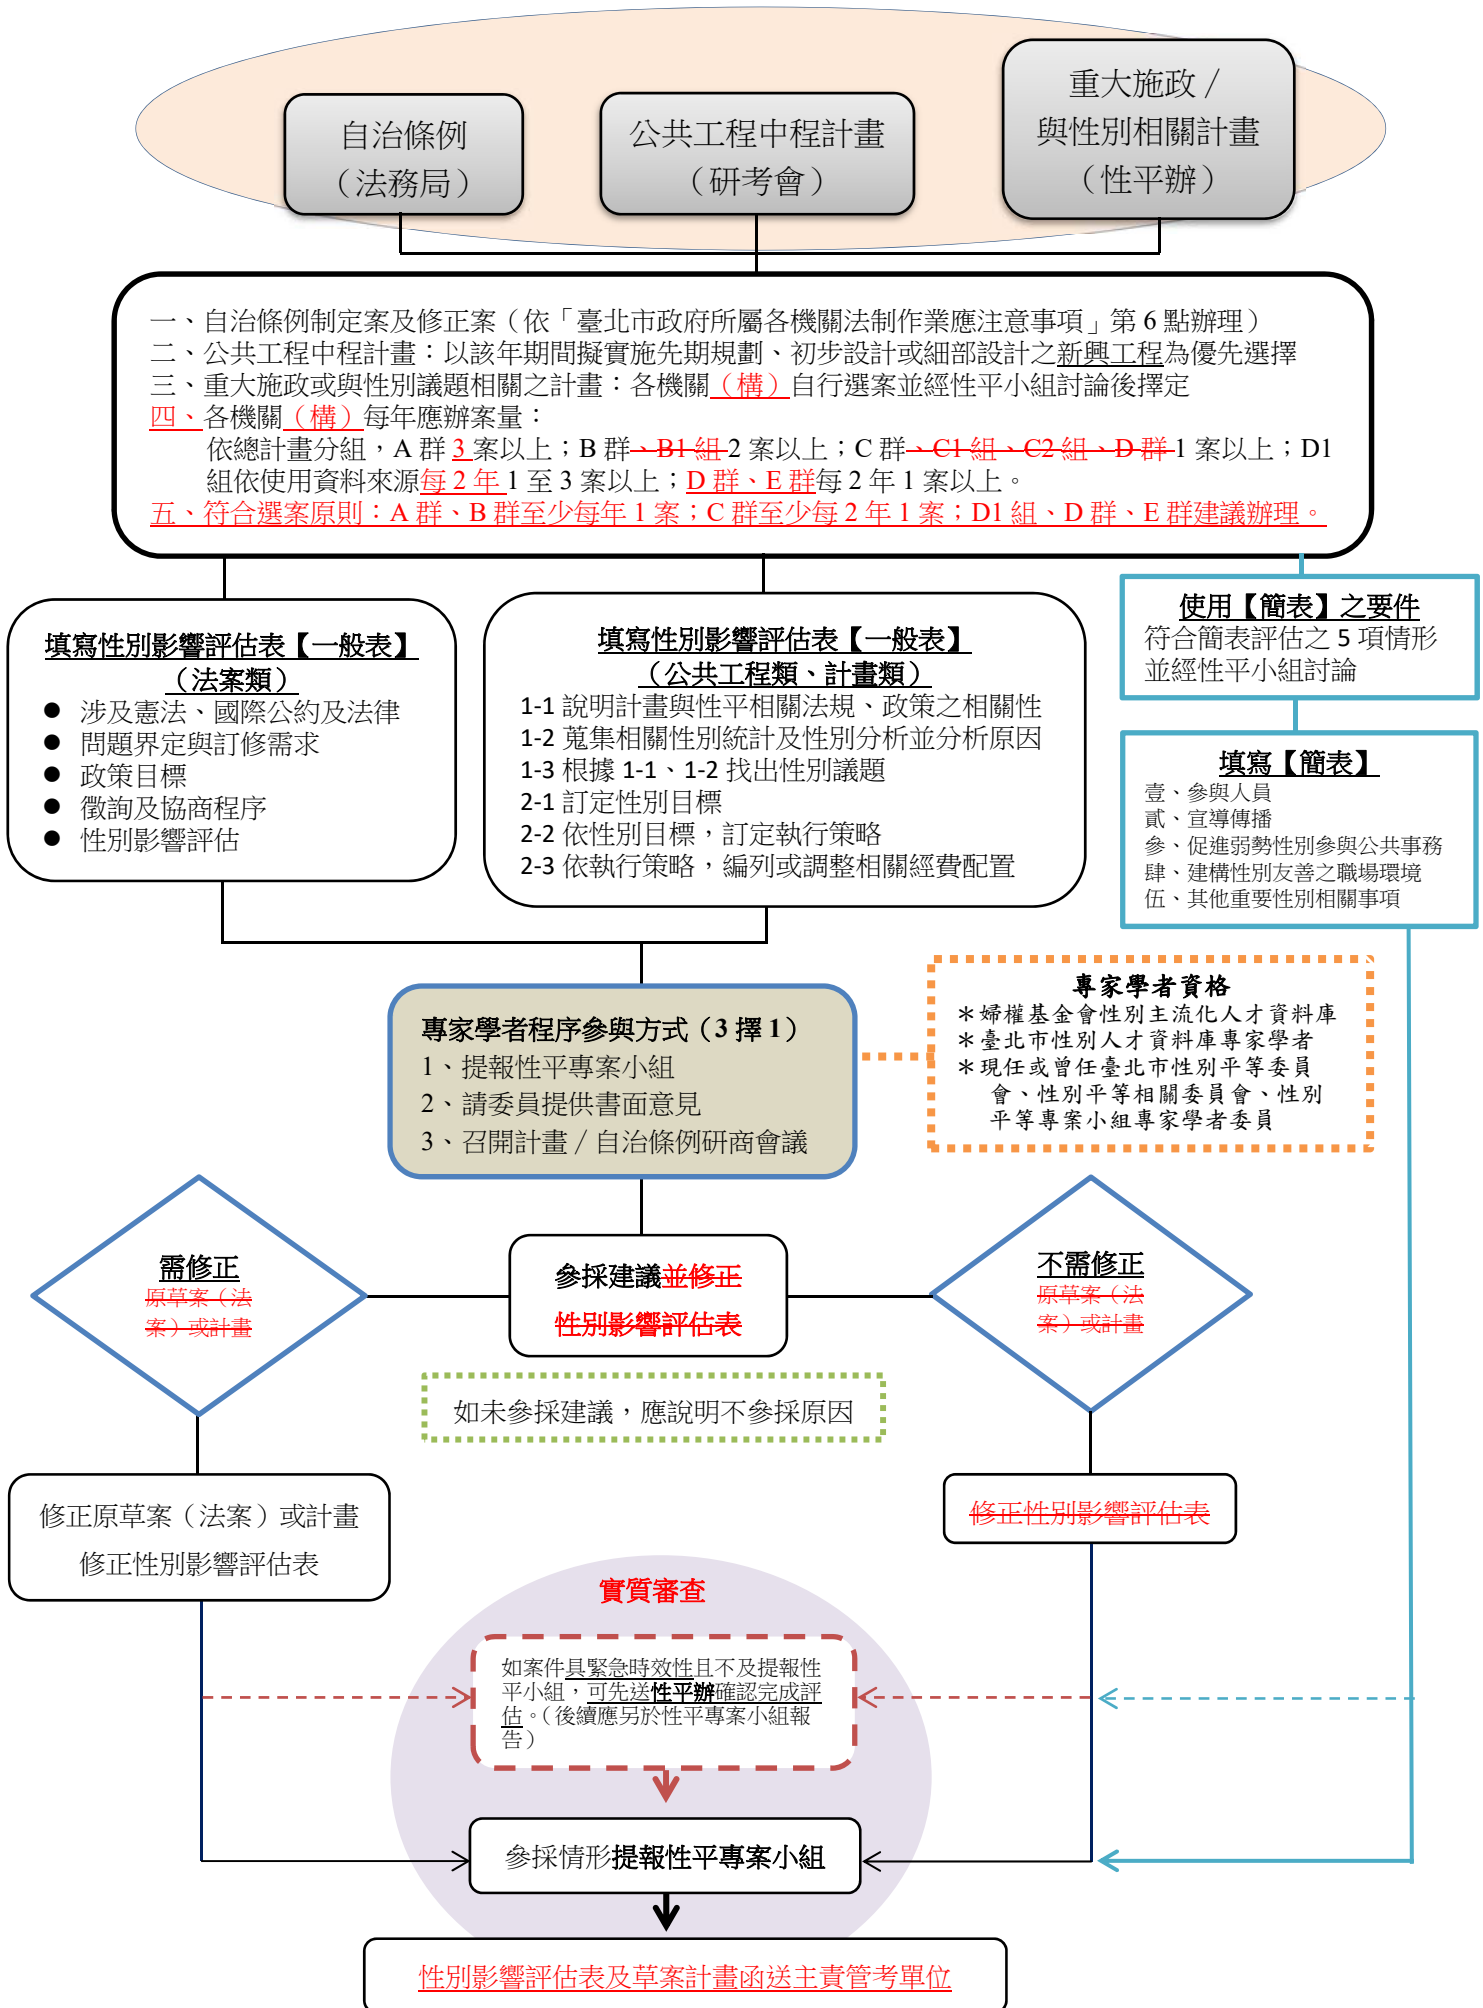 自治條例
（法務局）
公共工程中程計畫
（研考會）
重大施政／
與性別相關計畫
（性平辦）
一、自治條例制定案及修正案（依「臺北市政府所屬各機關法制作業應注意事項」第 6 點辦理）
二、公共工程中程計畫：以該年期間擬實施先期規劃、初步設計或細部設計之新興工程為優先選擇
三、重大施政或與性別議題相關之計畫：各機關（構）自行選案並經性平小組討論後擇定
四、各機關（構）每年應辦案量：
依總計畫分組，A 群 3 案以上；B 群、B1 組 2 案以上；C 群、C1 組、C2 組、D 群 1 案以上；D1
組依使用資料來源每 2 年 1 至 3 案以上；D 群、E 群每 2 年 1 案以上。
五、符合選案原則：A 群、B 群至少每年 1 案；C 群至少每 2 年 1 案；D1 組、D 群、E 群建議辦理。
填寫性別影響評估表【一般表】
（法案類）
● 涉及憲法、國際公約及法律
● 問題界定與訂修需求
● 政策目標
● 徵詢及協商程序
● 性別影響評估
填寫性別影響評估表【一般表】
（公共工程類、計畫類）
1-1 說明計畫與性平相關法規、政策之相關性
1-2 蒐集相關性別統計及性別分析並分析原因
1-3 根據 1-1、1-2 找出性別議題
2-1 訂定性別目標
2-2 依性別目標，訂定執行策略
2-3 依執行策略，編列或調整相關經費配置
使用【簡表】之要件
符合簡表評估之 5 項情形
並經性平小組討論
填寫【簡表】
壹、參與人員
貳、宣導傳播
參、促進弱勢性別參與公共事務
肆、建構性別友善之職場環境
伍、其他重要性別相關事項
專家學者程序參與方式（3 擇 1）
1、提報性平專案小組
2、請委員提供書面意見
3、召開計畫／自治條例研商會議
專家學者資格
＊婦權基金會性別主流化人才資料庫
＊臺北市性別人才資料庫專家學者
＊現任或曾任臺北市性別平等委員
會、性別平等相關委員會、性別
平等專案小組專家學者委員
需修正
原草案（法
案）或計畫
參採建議並修正
性別影響評估表
不需修正
原草案（法
案）或計畫
如未參採建議，應說明不參採原因
修正原草案（法案）或計畫
修正性別影響評估表
修正性別影響評估表
實質審查
如案件具緊急時效性且不及提報性
平小組，可先送性平辦確認完成評
估。（後續應另於性平專案小組報
告）
參採情形提報性平專案小組
性別影響評估表及草案計畫函送主責管考單位